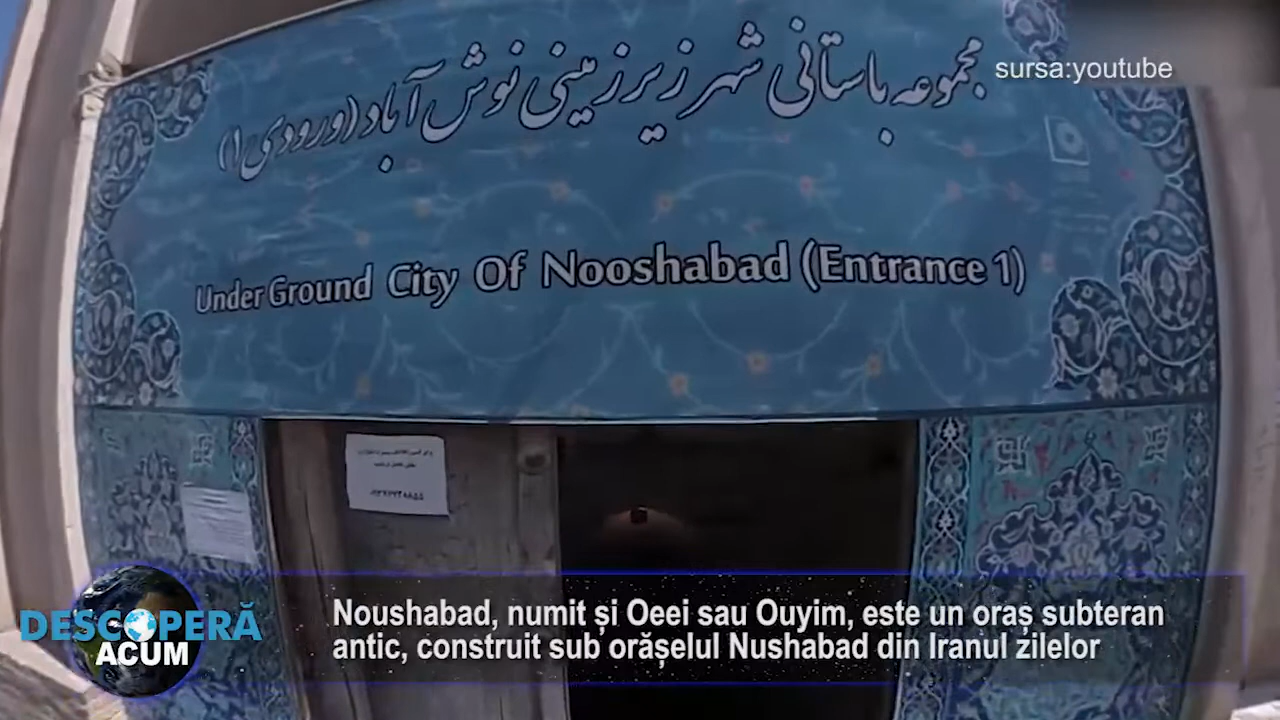 sursa:youtube
مجموعه باستانی شهر زیرزمینی نوش آباد (ورودی ۱)
Under Ground City Of Nooshabad (Entrance 1)
DESCOPERĂ
ACUM
Noushabad, numit și Oeei sau Ouyim, este un oraș subteran
antic, construit sub orășelul Nushabad din Iranul zilelor